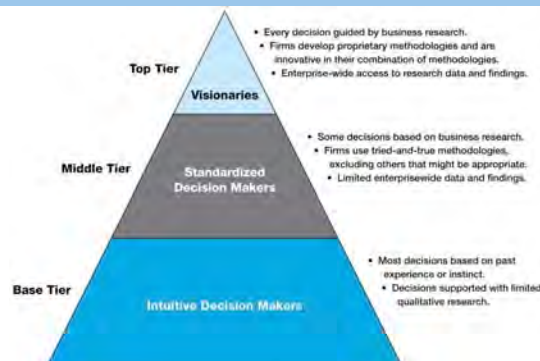 • Every decision guided by business research.
• Firms develop proprietary methodologies and are
innovative in their combination of methodologies.
• Enterprise-wide access to research data and findings.
Top Tier
Visionaries
• Some decisions based on business research.
• Firms use tried-and-true methodologies,
excluding others that might be appropriate.
• Limited enterprisewide data and findings.
Middle Tier
Standardized
Decision Makers
• Most decisions based on past
experience or instinct.
• Decisions supported with limited
qualitative research.
Base Tier
Intuitive Decision Makers